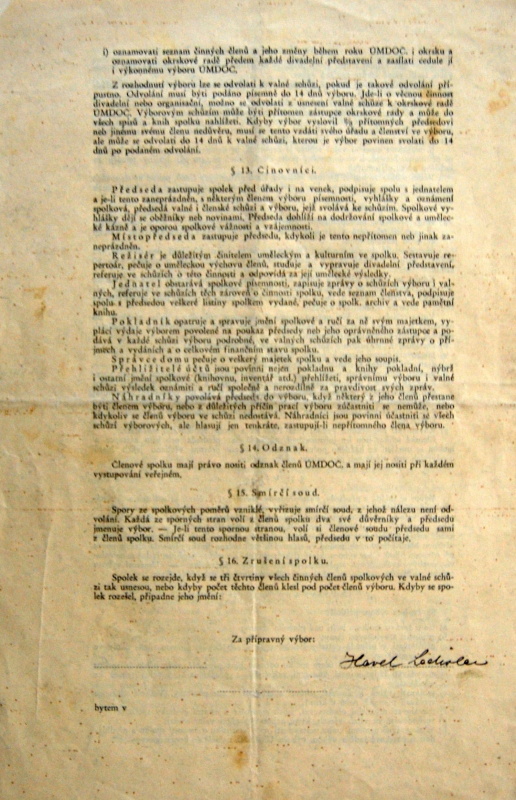 i) oznamovati seznam činných členů a jeho změny během roku ÚMDOČ. i okrsku a
oznamovati okrskové radě předem každé divadelní představení a zasílati cedule jí
i výkonnému výboru ÚMDOČ.
Z rozhodnutí výboru lze se odvolati k valné schůzi, pokud je takové odvolání pří-
pustno. Odvolání musí býti podáno písemně do 14 dnů výboru. Jde-li o věcnou činnost
divadelní nebo organisační, možno se odvolati z usnesení valné schůze k okrskové radě
ÚMDOČ. Výborovým schůzím může býti přítomen zástupce okrskové rady a může do
všech spisů a knih spolku nahlížeti. Kdyby výbor vyslovil ²/₃ přítomných předsedovi
neb jinému svému členu nedůvěru, musí se tento vzdáti svého úřadu a členství ve výboru,
ale může se odvolati do 14 dnů k valné schůzi, kterou je výbor povinen svolati do 14
dnů po podaném odvolání.
§ 13. Činovníci.
Předseda zastupuje spolek před úřady i na venek, podpisuje spolu s jednatelem
a je-li tento zaneprázdněn, s některým členem výboru písemnosti, vyhlášky a oznámení
spolková, předsedá valné i členské schůzi a výboru, jejž svolává ke schůzím. Spolkové vy-
hlášky dějí se oběžníky neb novinami. Předseda dohlíží na dodržování spolkové a umělec-
ké kázně a je oporou spolkové vážnosti a vzájemnosti.
Místopředseda zastupuje předsedu, kdykoli je tento nepřítomen neb jinak za-
neprázdněn.
Režisér je důležitým činitelem uměleckým a kulturním ve spolku. Sestavuje re-
pertoár, pečuje o uměleckou výchovu členů, studuje a vypravuje divadelní představení,
referuje ve schůzích o této činnosti a odpovídá za její umělecké výsledky.
Jednatel obstarává spolkové písemnosti, zapisuje zprávy o schůzích výboru i val-
ných, referuje ve schůzích těch zároveň o činnosti spolku, vede seznam členstva, podpisuje
spolu s předsedou veškeré listiny spolkem vydané, pečuje o spolk. archiv a vede památní
knihu.
Pokladník opatruje a spravuje jmění spolkové a ručí za ně svým majetkem, vy-
plácí výdaje výborem povolené na poukaz předsedy neb jeho oprávněného zástupce a po-
dává v každé schůzi výboru podrobné, ve valných schůzích pak úhrnné zprávy o pří-
jmech a vydáních a o celkovém finančním stavu spolku.
Správce domu pečuje o veškerý majetek spolku a vede jeho soupis.
Přehlížitelé účtů jsou povinni nejen pokladnu a knihy pokladní, nýbrž
i ostatní jmění spolkové (knihovnu, inventář atd.) přehlížeti, správnímu výboru i valné
schůzi výsledek oznámiti a ručí společně a nerozdílně za pravdivost svých zpráv.
Náhradníky povolává předseda do výboru, když některý z jeho členů přestane
býti členem výboru, nebo z důležitých příčin prací výboru zúčastniti se nemůže, nebo
kdykoliv se členů výboru ve schůzi nedostává. Náhradníci jsou povinni účastniti se všech
schůzí výborových, ale hlasují jen tenkráte, zastupují-li nepřítomného člena výboru.
§ 14. Odznak.
Členové spolku mají právo nositi odznak členů ÚMDOČ, a mají jej nositi při každém
vystupování veřejném.
§ 15. Smírčí soud.
Spory ze spolkových poměrů vzniklé, vyřizuje smírčí soud, z jehož nálezu není od-
volání. Každá ze sporných stran volí z členů spolku dva své důvěrníky a předsedu
jmenuje výbor. — Je-li tento spornou stranou, volí si členové soudu předsedu sami
z členů spolku. Smírčí soud rozhodne většinou hlasů, předsedu v to počítaje.
§ 16. Zrušení spolku.
Spolek se rozejde, když se tři čtvrtiny všech činných členů spolkových ve valné schů-
zi tak usnesou, nebo kdyby počet těchto členů klesl pod počet členů výboru. Kdyby se spo-
lek rozešel, připadne jeho jmění:
Za přípravný výbor:
Havel Ladislav
bytem v